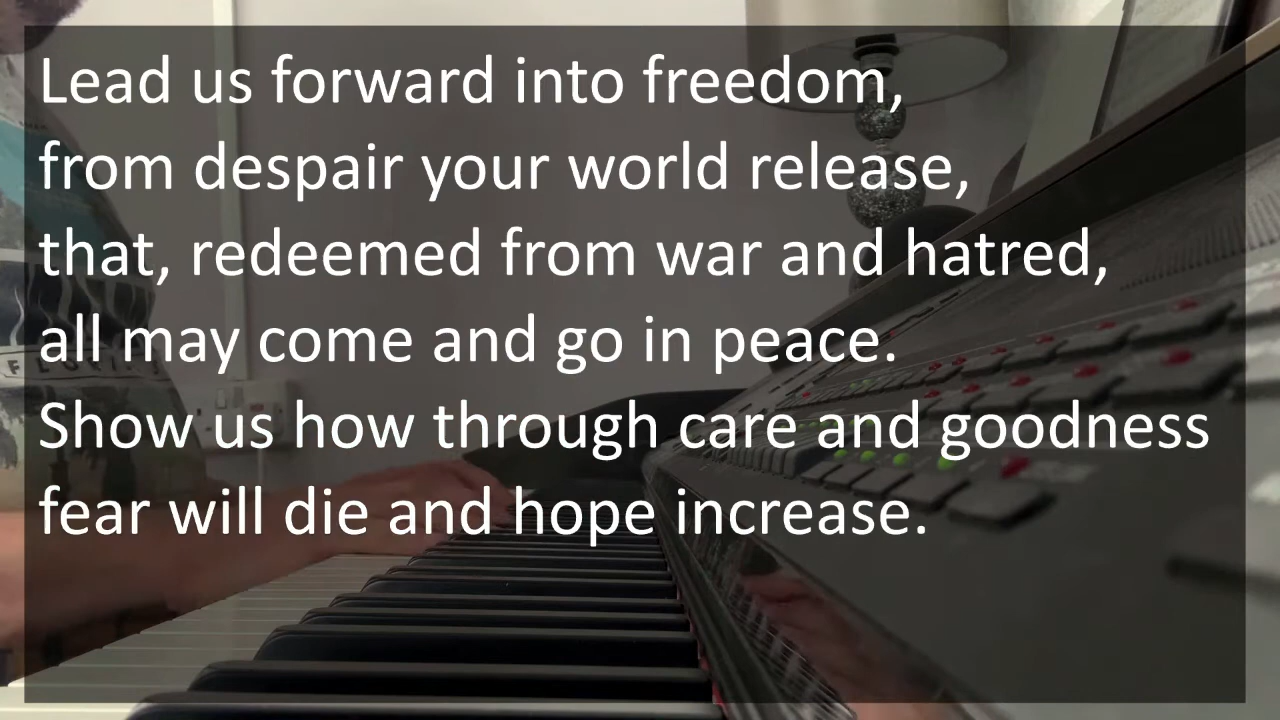 Lead us forward into freedom,
from despair your world release,
that, redeemed from war and hatred,
all may come and go in peace.
Show us how through care and goodness
fear will die and hope increase.